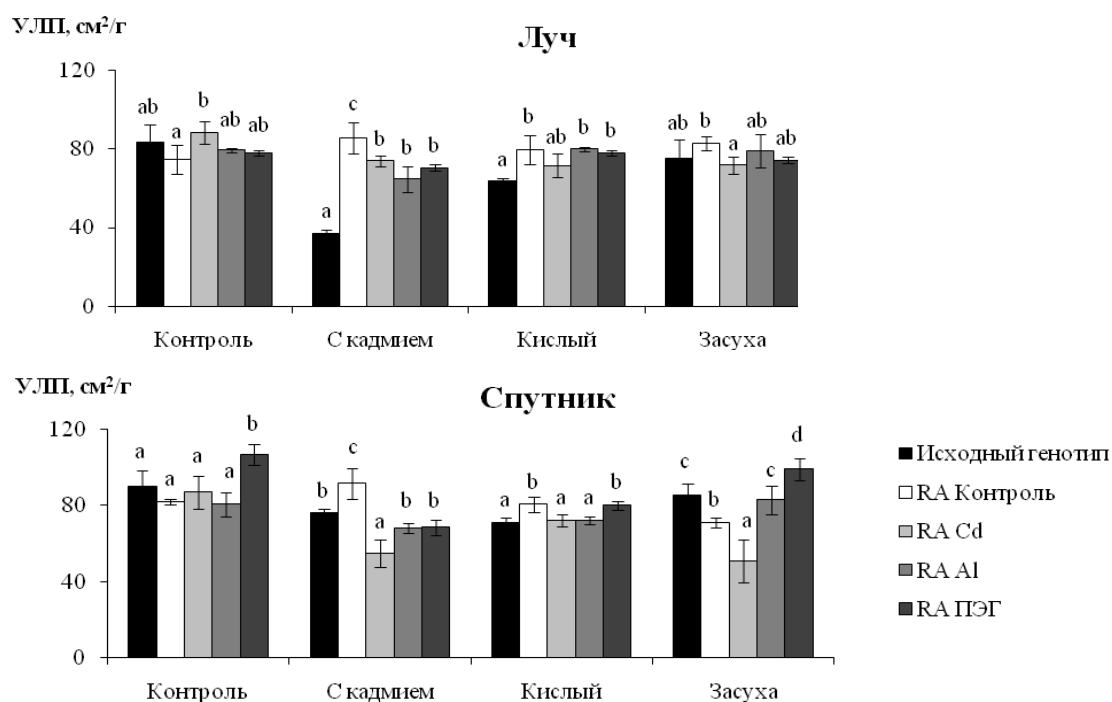 УЛП, см²/г
Луч
120
80
40
0
ab a b ab ab
a c b b b
a b ab b b
ab b a ab ab
Контроль С кадмием Кислый Засуха
УЛП, см²/г
Спутник
120
80
40
0
a a a a b
b c a b b
a b a a b
c b a c d
Контроль С кадмием Кислый Засуха
Исходный генотип
RA Контроль
RA Cd
RA Al
RA ПЭГ